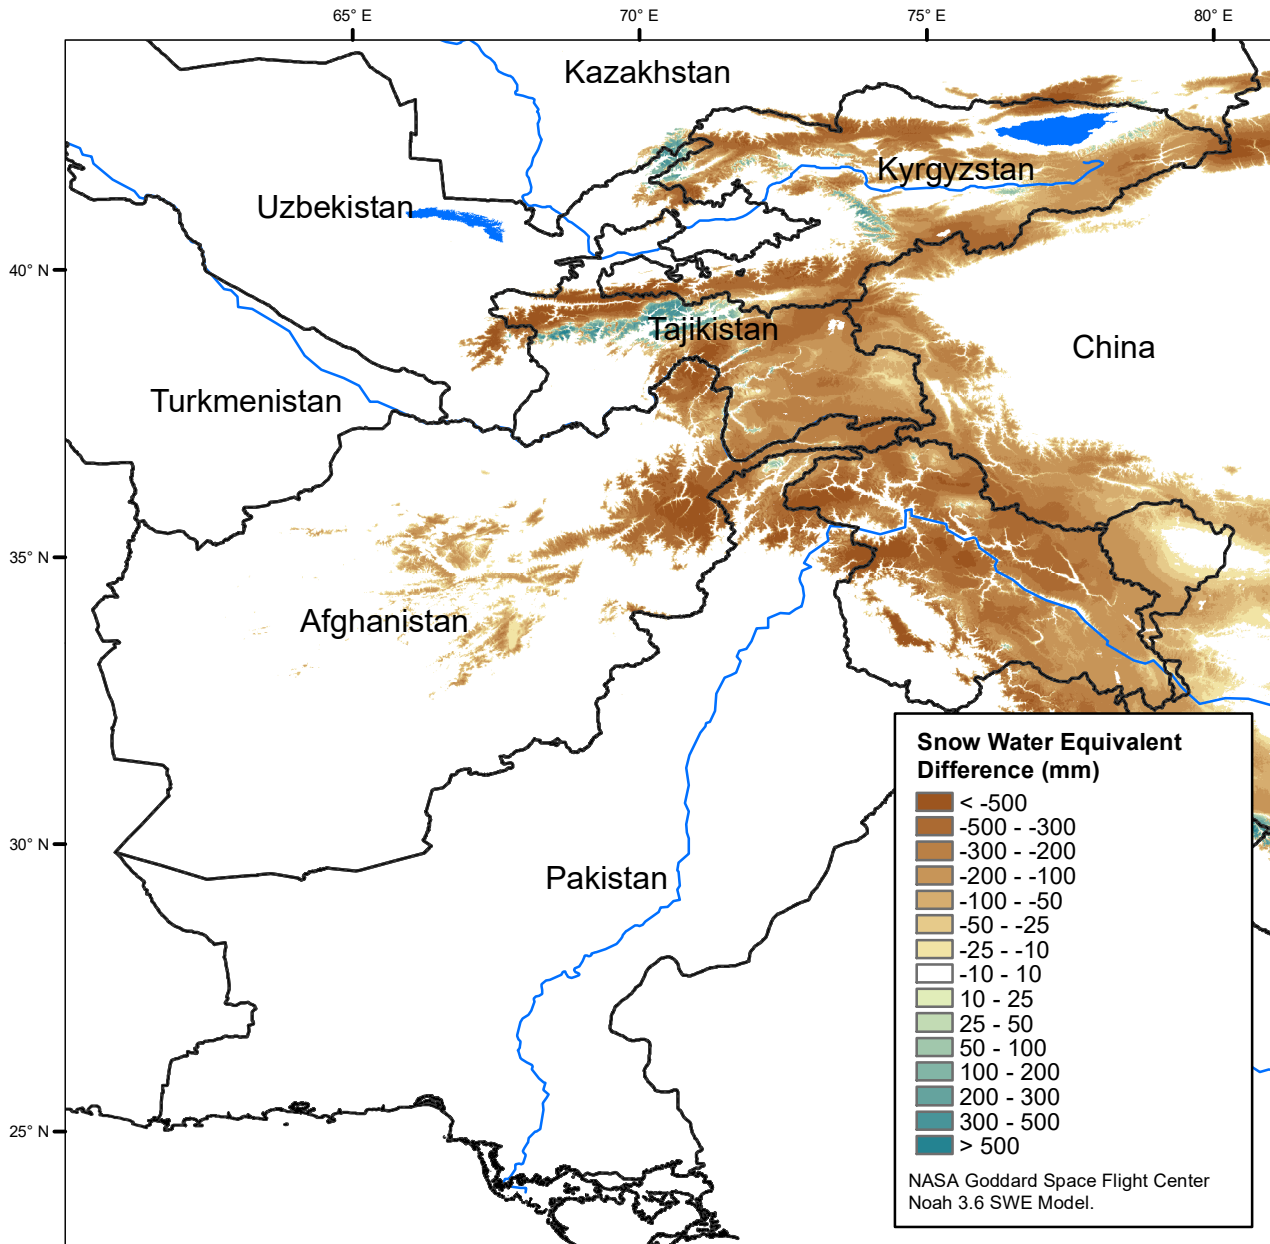 65° E
70° E
75° E
80° E
Kazakhstan
Kyrgyzstan
Uzbekistan
40° N
Tajikistan
China
Turkmenistan
35° N
Afghanistan
30° N
Pakistan
25° N
Snow Water Equivalent
Difference (mm)
< -500
-500 - -300
-300 - -200
-200 - -100
-100 - -50
-50 - -25
-25 - -10
-10 - 10
10 - 25
25 - 50
50 - 100
100 - 200
200 - 300
300 - 500
> 500
NASA Goddard Space Flight Center
Noah 3.6 SWE Model.